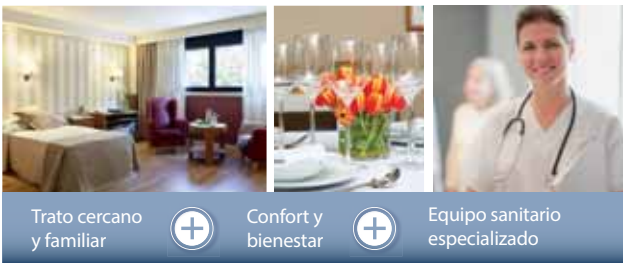 Trato cercano
y familiar
Confort y
bienestar
Equipo sanitario
especializado